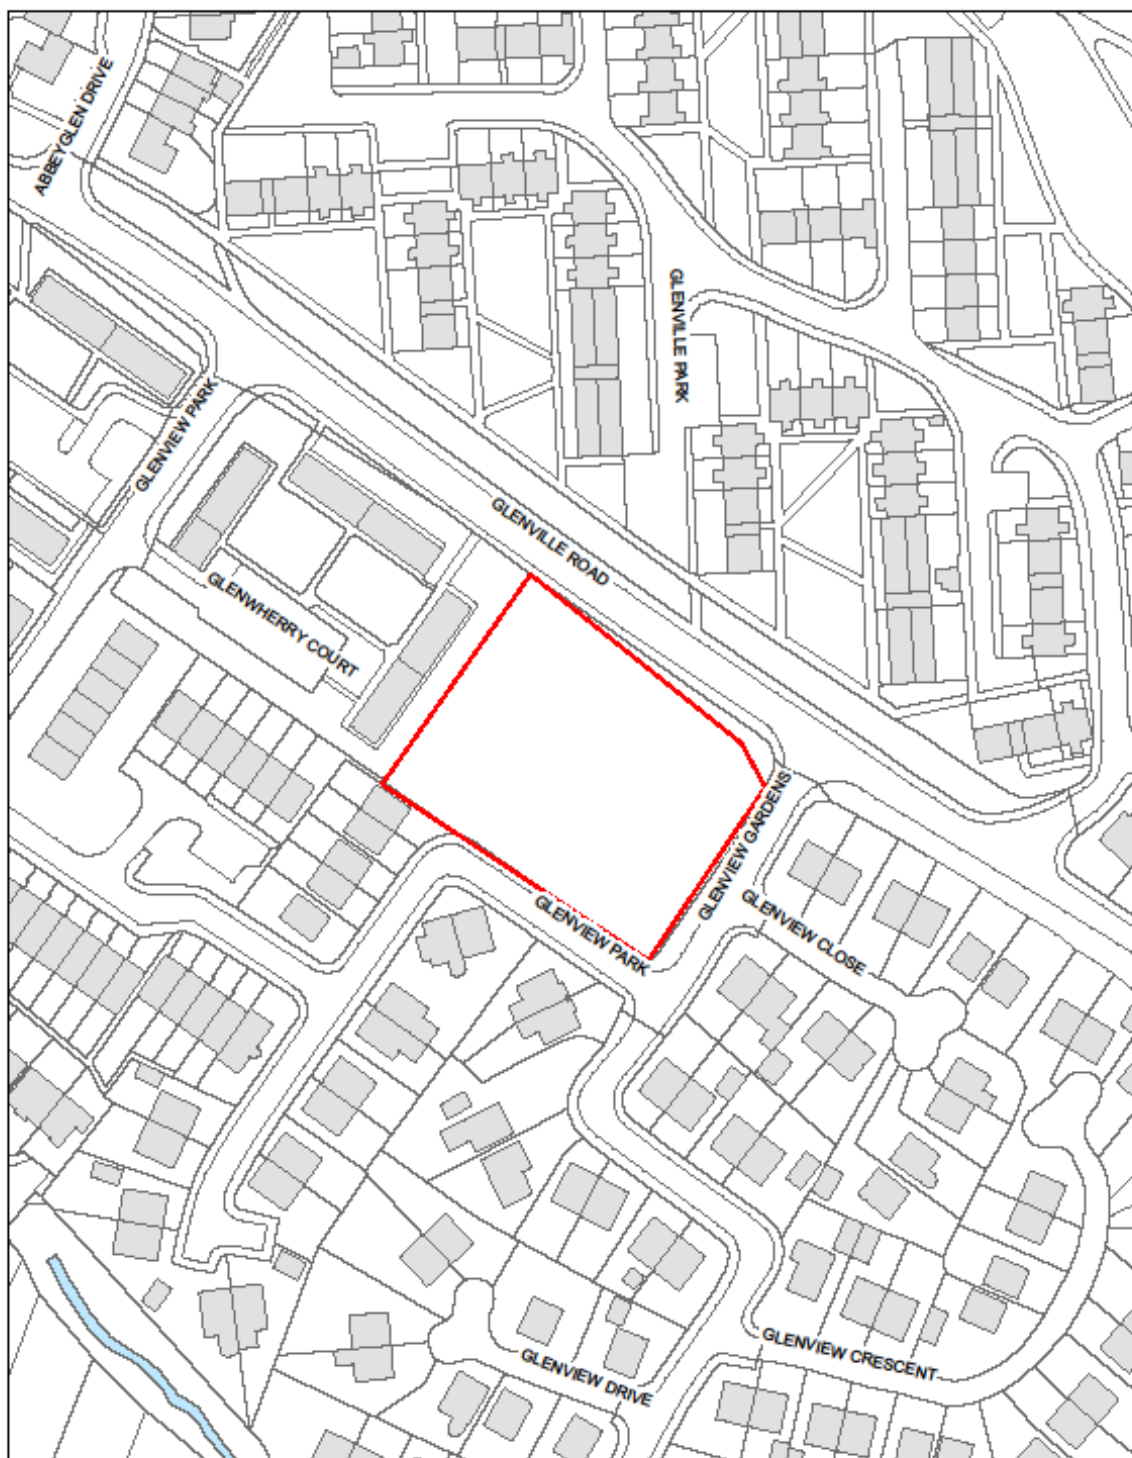 ABBEYGLEN DRIVE
GLENVILLE PARK
GLENVIEW PARK
GLENVILLE ROAD
GLENWHERRY COURT
GLENVIEW GARDENS
GLENVIEW CLOSE
GLENVIEW PARK
GLENVIEW CRESCENT
GLENVIEW DRIVE